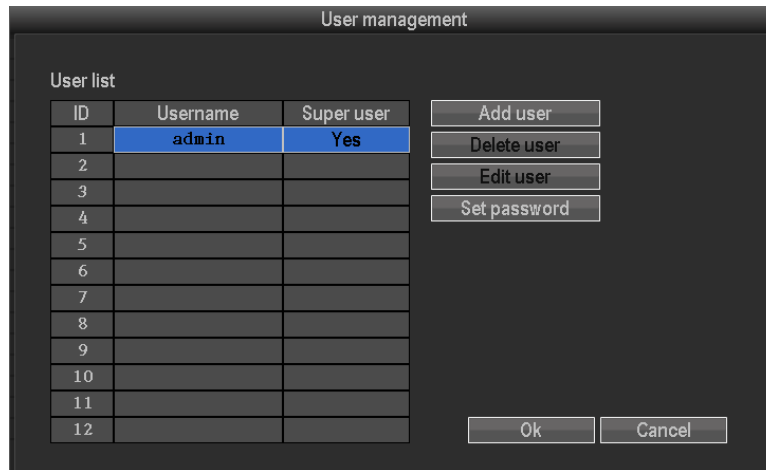 User management
User list
ID Username Super user Add user
1 admin Yes Delete user
2 Edit user
3
4 Set password
5
6
7
8
9
10
11
12 Ok Cancel